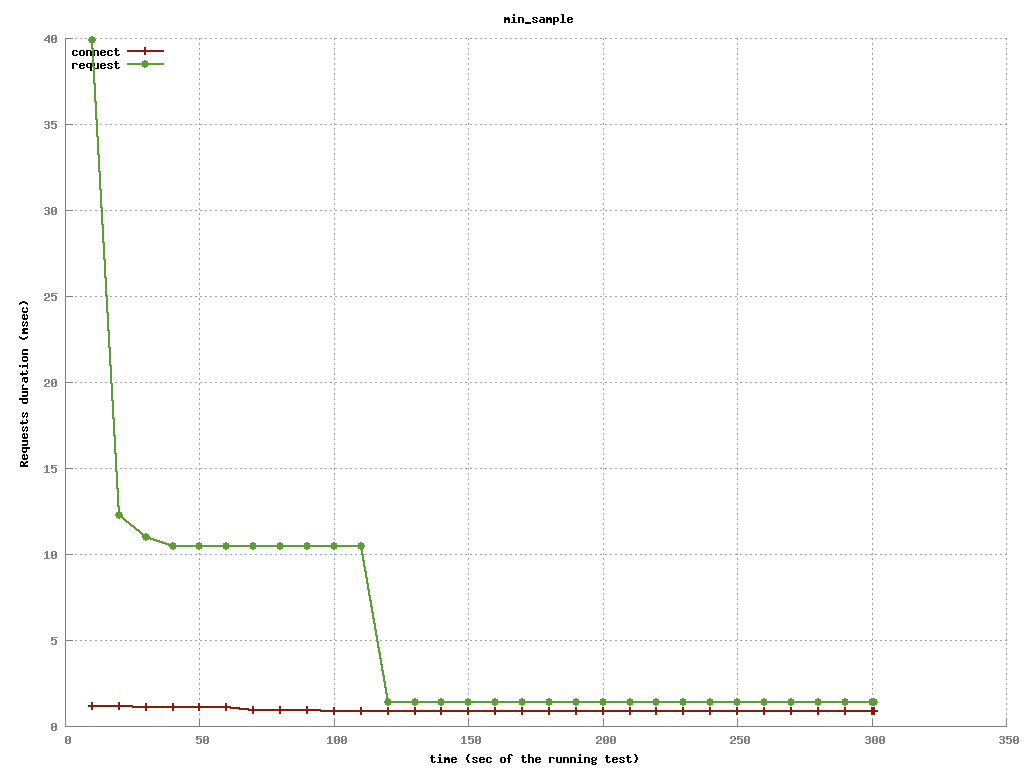 min_sample
connect
request
40
35
30
25
20
15
10
5
0
Requests duration (msec)
0 50 100 150 200 250 300 350
time (sec of the running test)